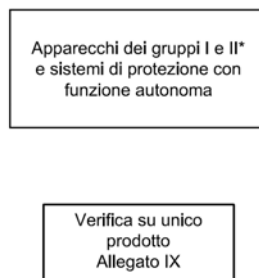 Apparecchi dei gruppi I e II*
e sistemi di protezione con
funzione autonoma
Verifica su unico
prodotto
Allegato IX